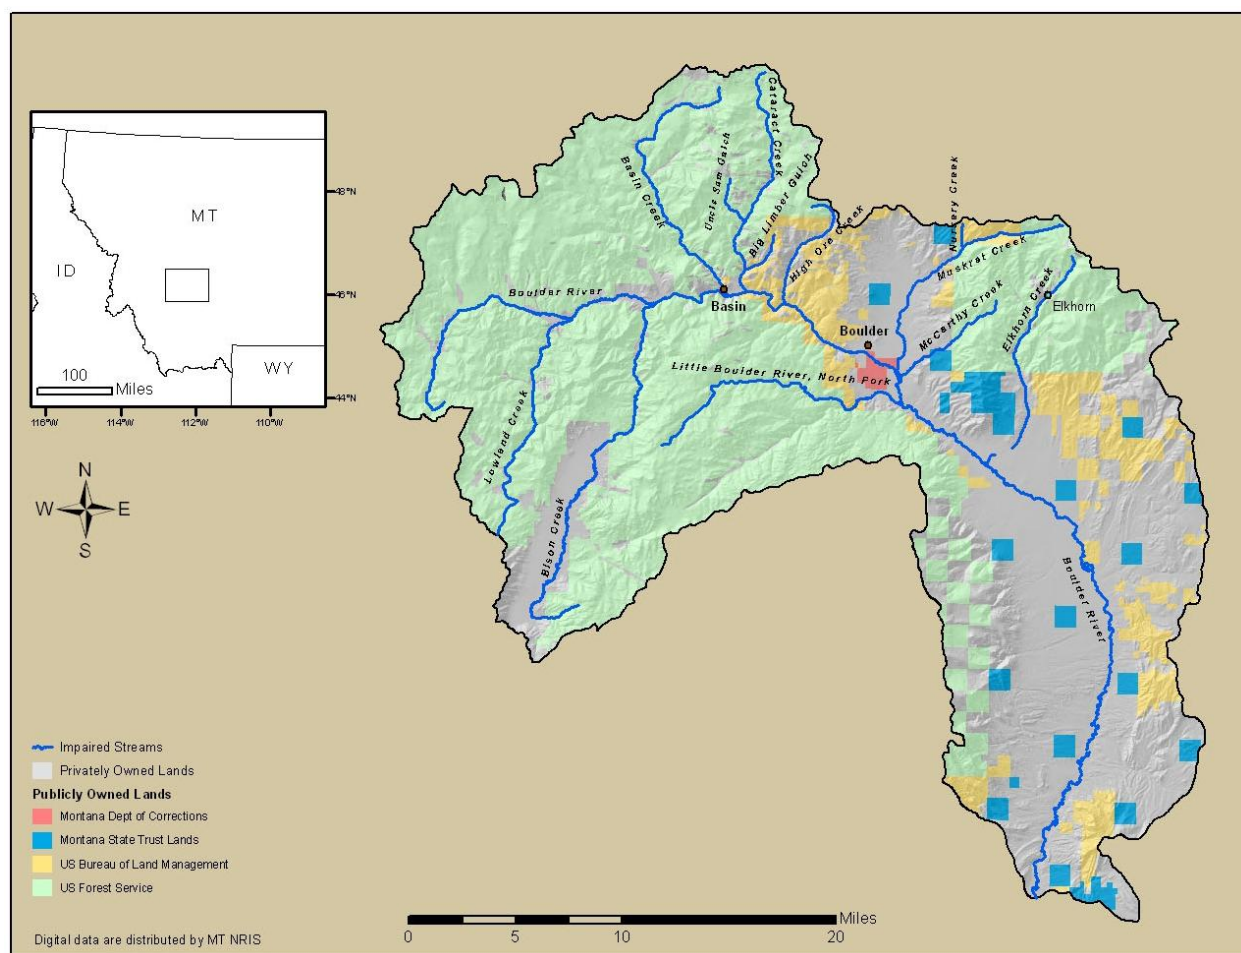 MT
ID
WY
100
Miles
48°N
46°N
44°N
116°W
114°W
112°W
110°W
N
W
E
S
Cataract Creek
Basin Creek
Uncle Sam Gulch
Big Limber Gulch
High Ore Creek
Nursery Creek
Muskrat Creek
McCarthy Creek
Elkhorn Creek
Elkhorn
Boulder River
Basin
Boulder
Little Boulder River, North Fork
Lowland Creek
Bison Creek
Boulder River
Impaired Streams
Privately Owned Lands
Publicly Owned Lands
Montana Dept of Corrections
Montana State Trust Lands
US Bureau of Land Management
US Forest Service
Digital data are distributed by MT NRIS
Miles
0
5
10
20